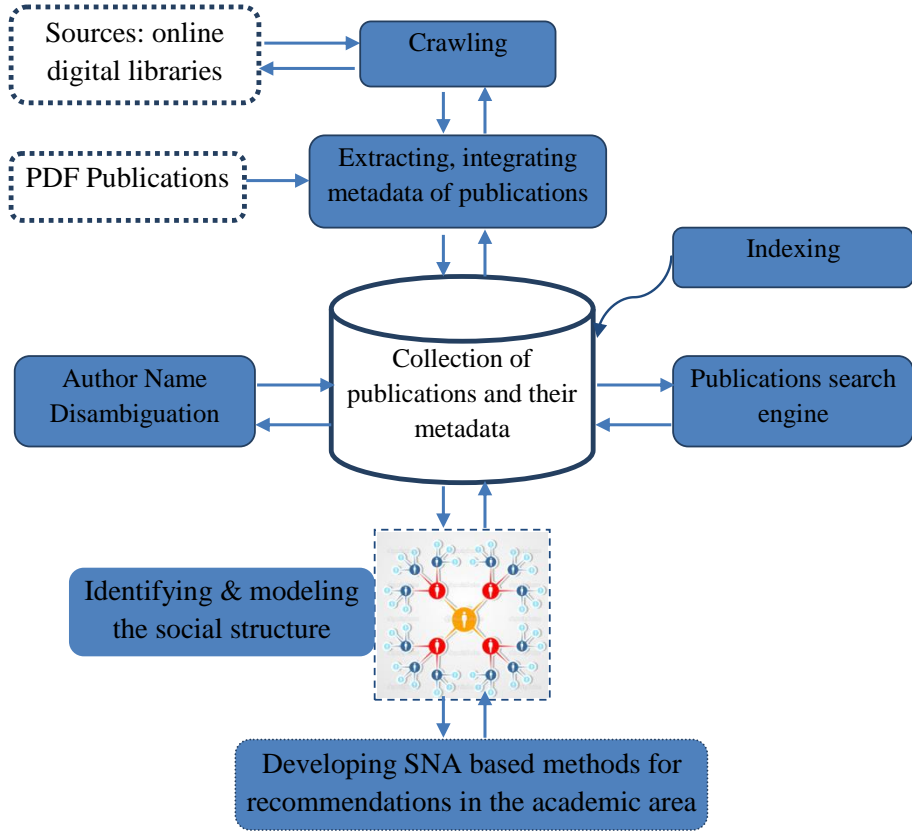 Sources: online
digital libraries
Crawling
PDF Publications
Extracting, integrating
metadata of publications
Indexing
Author Name
Disambiguation
Collection of
publications and their
metadata
Publications search
engine
Identifying & modeling
the social structure
Developing SNA based methods for
recommendations in the academic area